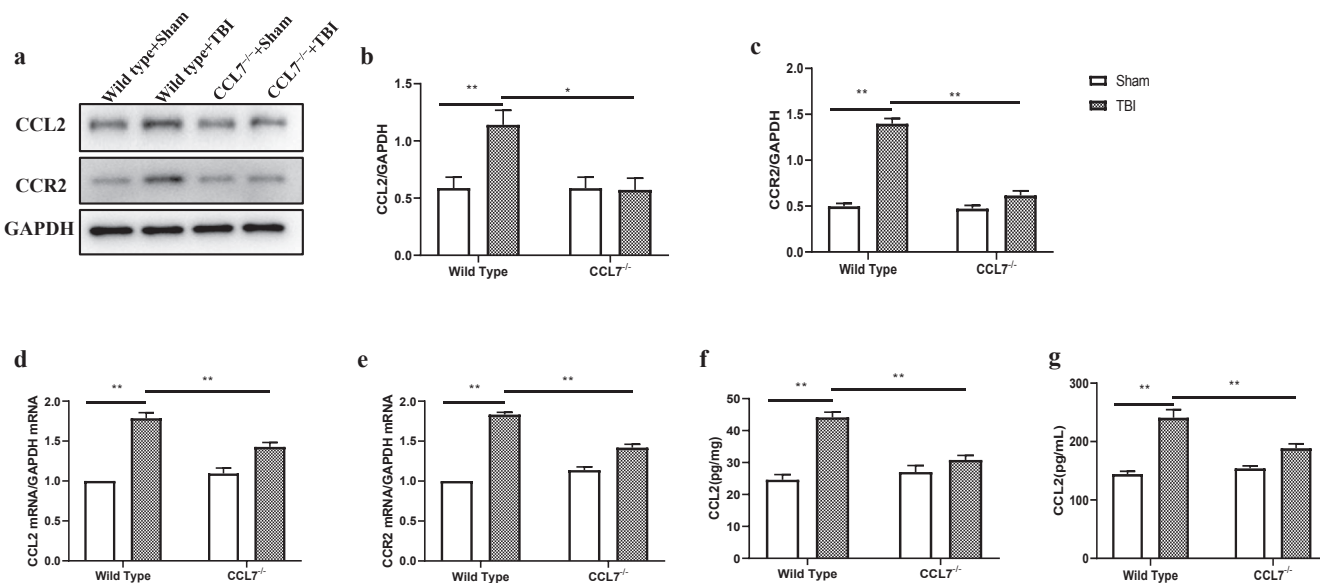 a
Wild type+Sham
Wild type+TBI
CCL7⁻/⁻+Sham
CCL7⁻/⁻+TBI
CCL2
CCR2
GAPDH
b
CCL2/GAPDH
1.5
1.0
0.5
0.0
**
*
Wild Type
CCL7⁻/⁻
c
CCR2/GAPDH
2.0
1.5
1.0
0.5
0.0
**
**
Wild Type
CCL7⁻/⁻
Sham
TBI
d
CCL2 mRNA/GAPDH mRNA
2.0
1.5
1.0
0.5
0.0
**
**
Wild Type
CCL7⁻/⁻
e
CCR2 mRNA/GAPDH mRNA
2.0
1.5
1.0
0.5
0.0
**
**
Wild Type
CCL7⁻/⁻
f
CCL2(pg/mg)
50
40
30
20
10
0
**
**
Wild Type
CCL7⁻/⁻
g
CCL2(pg/mL)
300
200
100
0
**
**
Wild Type
CCL7⁻/⁻